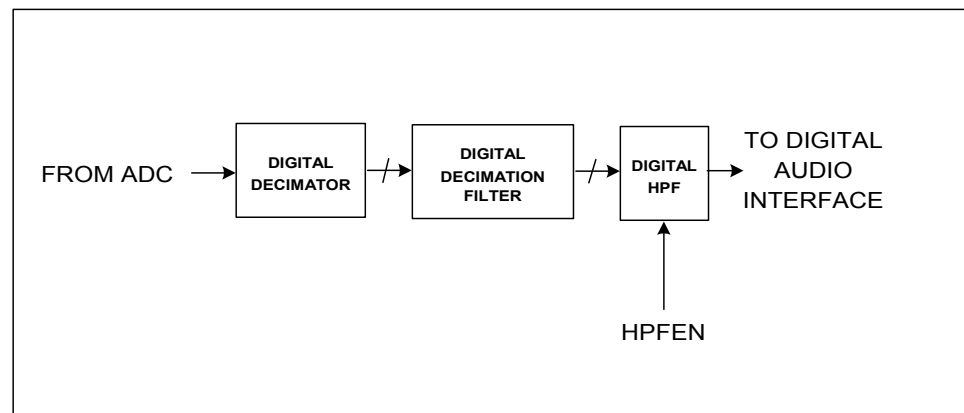 FROM ADC
DIGITAL
DECIMATOR
DIGITAL
DECIMATION
FILTER
DIGITAL
HPF
TO DIGITAL
AUDIO
INTERFACE
HPFEN